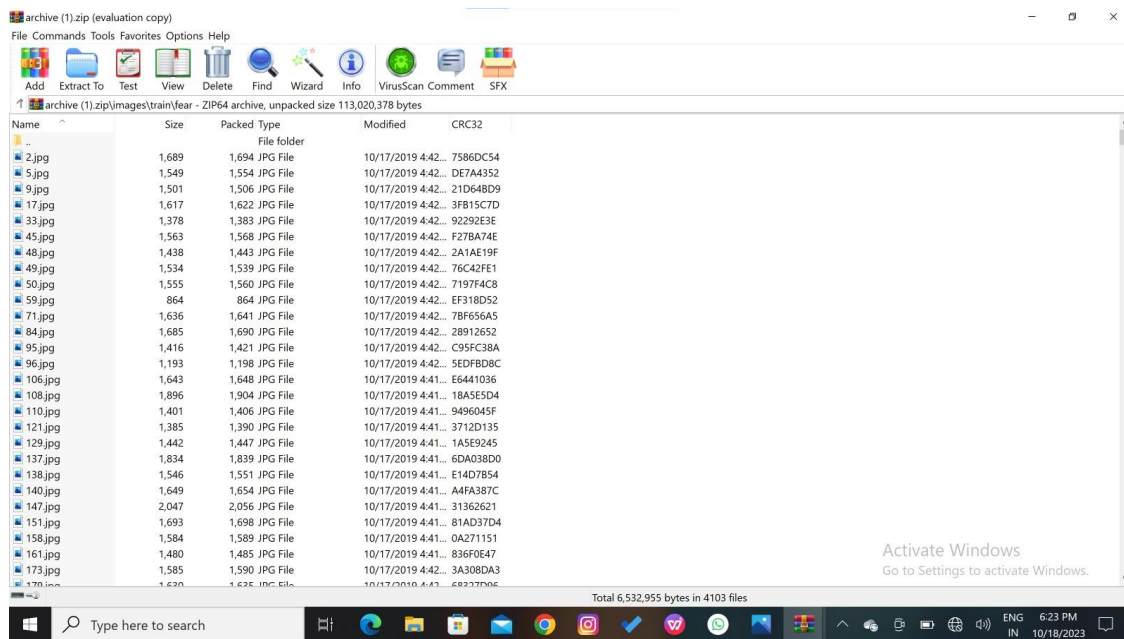 archive (1).zip (evaluation copy)
File Commands Tools Favorites Options Help
Add Extract To Test View Delete Find Wizard Info VirusScan Comment SFX
archive (1).zip\images\train\fear - ZIP64 archive, unpacked size 113,020,378 bytes
Name Size Packed Type Modified CRC32
.. File folder
2.jpg 1,689 1,694 JPG File 10/17/2019 4:42... 7586DC54
5.jpg 1,549 1,554 JPG File 10/17/2019 4:42... DE7A4352
9.jpg 1,501 1,506 JPG File 10/17/2019 4:42... 21D64BD9
17.jpg 1,617 1,622 JPG File 10/17/2019 4:42... 3FB15C7D
33.jpg 1,378 1,383 JPG File 10/17/2019 4:42... 92292E3E
45.jpg 1,563 1,568 JPG File 10/17/2019 4:42... F27BA74E
48.jpg 1,438 1,443 JPG File 10/17/2019 4:42... 2A1AE19F
49.jpg 1,534 1,539 JPG File 10/17/2019 4:42... 76C42FE1
50.jpg 1,555 1,560 JPG File 10/17/2019 4:42... 7197F4C8
59.jpg 864 864 JPG File 10/17/2019 4:42... EF318D52
71.jpg 1,636 1,641 JPG File 10/17/2019 4:42... 7BF656A5
84.jpg 1,685 1,690 JPG File 10/17/2019 4:42... 28912652
95.jpg 1,416 1,421 JPG File 10/17/2019 4:42... C95FC38A
96.jpg 1,193 1,198 JPG File 10/17/2019 4:42... 5EDFBD8C
106.jpg 1,643 1,648 JPG File 10/17/2019 4:41... E6441036
108.jpg 1,896 1,904 JPG File 10/17/2019 4:41... 18A5E5D4
110.jpg 1,401 1,406 JPG File 10/17/2019 4:41... 9496045F
121.jpg 1,385 1,390 JPG File 10/17/2019 4:41... 3712D135
129.jpg 1,442 1,447 JPG File 10/17/2019 4:41... 1A5E9245
137.jpg 1,834 1,839 JPG File 10/17/2019 4:41... 6DA038D0
138.jpg 1,546 1,551 JPG File 10/17/2019 4:41... E14D7B54
140.jpg 1,649 1,654 JPG File 10/17/2019 4:41... A4FA387C
147.jpg 2,047 2,056 JPG File 10/17/2019 4:41... 31362621
151.jpg 1,693 1,698 JPG File 10/17/2019 4:41... 81AD37D4
158.jpg 1,584 1,589 JPG File 10/17/2019 4:41... 0A271151
161.jpg 1,480 1,485 JPG File 10/17/2019 4:41... 836F0E47
173.jpg 1,585 1,590 JPG File 10/17/2019 4:42... 3A308DA3
179.jpg 1,630 1,635 JPG File 10/17/2019 4:42... 68327D96
Activate Windows
Go to Settings to activate Windows.
Total 6,532,955 bytes in 4103 files
Type here to search
ENG 6:23 PM
IN 10/18/2023